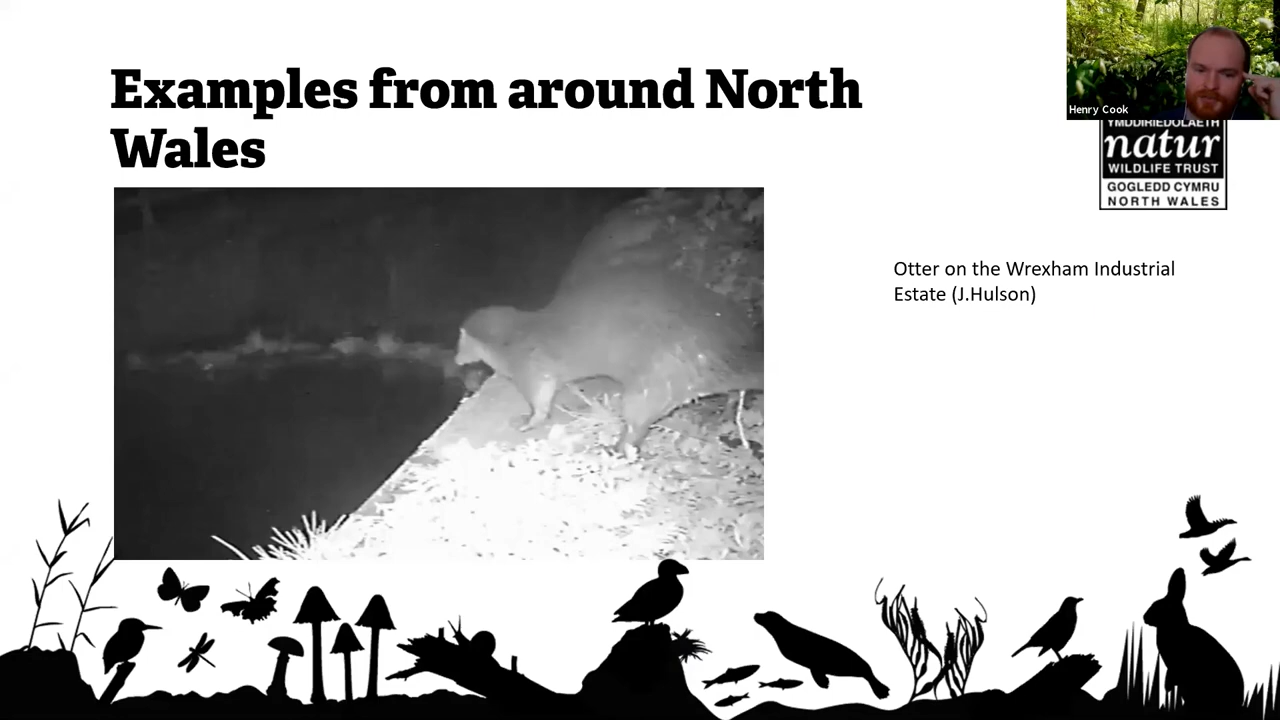 Examples from around North
Wales
Henry Cook
YMDDIRIEDOLAETH
natur
WILDLIFE TRUST
GOGLEDD CYMRU
NORTH WALES
Otter on the Wrexham Industrial
Estate (J.Hulson)